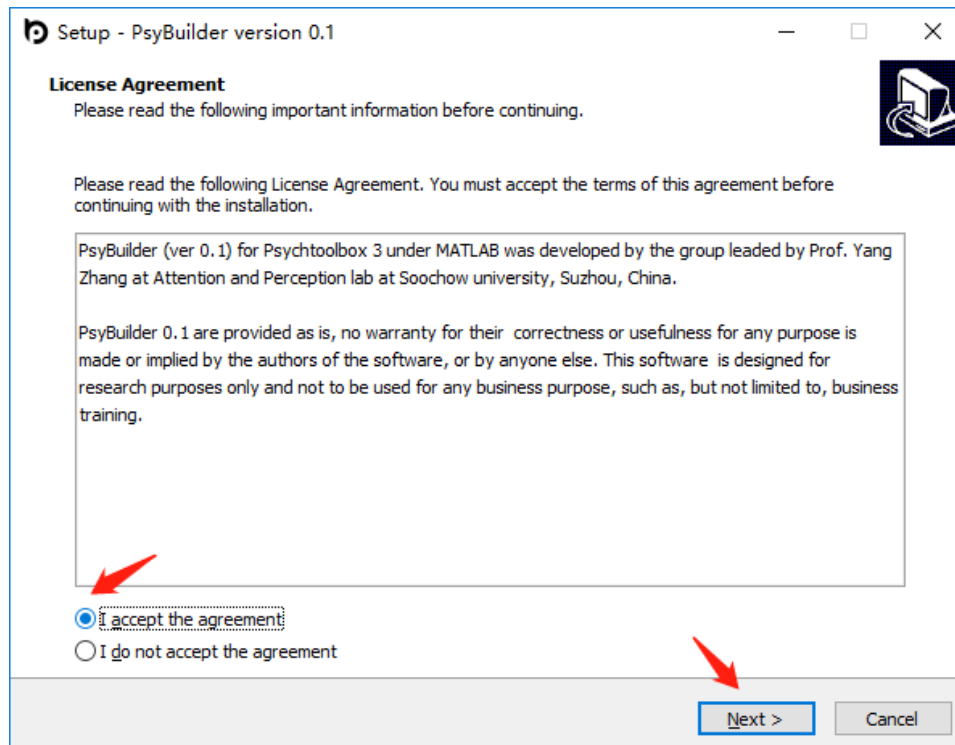 Setup - PsyBuilder version 0.1
License Agreement
Please read the following important information before continuing.
Please read the following License Agreement. You must accept the terms of this agreement before
continuing with the installation.
PsyBuilder (ver 0.1) for Psychtoolbox 3 under MATLAB was developed by the group leaded by Prof. Yang
Zhang at Attention and Perception lab at Soochow university, Suzhou, China.
PsyBuilder 0.1 are provided as is, no warranty for their  correctness or usefulness for any purpose is
made or implied by the authors of the software, or by anyone else. This software  is designed for
research purposes only and not to be used for any business purpose, such as, but not limited to, business
training.
I accept the agreement
I do not accept the agreement
Next >
Cancel